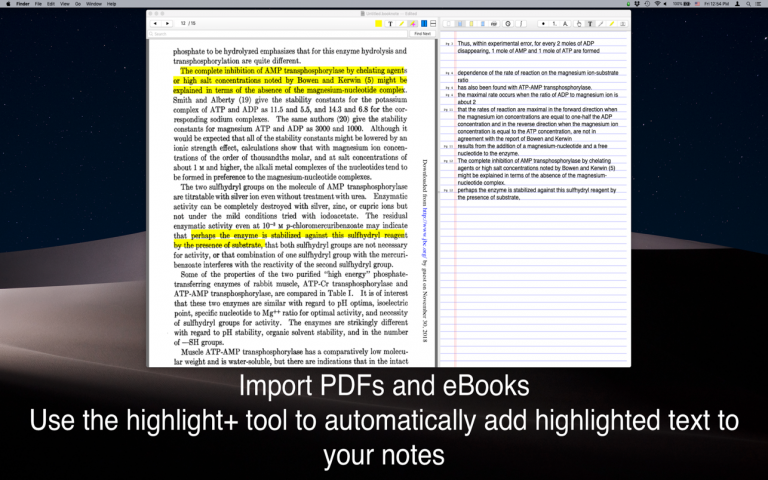 Finder File Edit View Go Window Help
100% Fri 12:54 PM
Untitled bookmarks — Edited
12 / 15
Search
Find Next
phosphate to be hydrolyzed emphasizes that for this enzyme hydrolysis and
transphosphorylation are quite different.
The complete inhibition of AMP transphosphorylase by chelating agents
or high salt concentrations noted by Bowen and Kerwin (5) might be
explained in terms of the absence of the magnesium-nucleotide complex.
Smith and Alberty (19) give the stability constants for the potassium
complex of ATP and ADP as 11.5 and 5.5, and 14.3 and 6.8 for the cor-
responding sodium complexes. The same authors (20) give the stability
constants for magnesium ATP and ADP as 3000 and 1000. Although it
would be expected that all of the stability constants might be lowered by an
ionic strength effect, calculations show that with magnesium ion concen-
trations of the order of thousandths molar, and at salt concentrations of
about 1 M and higher, the alkali metal complexes of the nucleotides tend to
be formed in preference to the magnesium-nucleotide complexes.
The two sulfhydryl groups on the molecule of AMP transphosphorylase
are titratable with silver ion even without treatment with urea. Enzymatic
activity can be completely destroyed with silver, zinc, or cupric ions but
not under the mild conditions tried with iodoacetate. The residual
enzymatic activity even at 10⁻⁴ M p-chloromercuribenzoate may indicate
that perhaps the enzyme is stabilized against this sulfhydryl reagent
by the presence of substrate, that both sulfhydryl groups are not necessary
for activity, or that combination of one sulfhydryl group with the mercuri-
benzoate interferes with the reactivity of the second sulfhydryl group.
Some of the properties of the two purified "high energy" phosphate-
transferring enzymes of rabbit muscle, ATP-Cr transphosphorylase and
ATP-AMP transphosphorylase, are compared in Table I. It is of interest
that these two enzymes are similar with regard to pH optima, isoelectric
point, specific nucleotide to Mg⁺⁺ ratio for optimal activity, and necessity
of sulfhydryl groups for activity. The enzymes are strikingly different
with regard to pH stability, organic solvent stability, and in the number
of —SH groups.
Muscle ATP-AMP transphosphorylase has a comparatively low molecu-
lar weight and is water-soluble, but there are indications that in the intact
Downloaded from http://www.jbc.org/ by guest on November 30, 2018
Thus, within experimental error, for every 2 moles of ADP
disappearing, 1 mole of AMP and 1 mole of ATP are formed
dependence of the rate of reaction on the magnesium ion-substrate
ratio
has also been found with ATP-AMP transphosphorylase.
the maximal rate occurs when the ratio of ADP to magnesium ion is
about 2
that the rates of reaction are maximal in the forward direction when
the magnesium ion concentrations are equal to one-half the ADP
concentration and in the reverse direction when the magnesium ion
concentration is equal to the ATP concentration, are not in
agreement with the report of Bowen and Kerwin
results from the addition of a magnesium-nucleotide and a free
nucleotide to the enzyme.
The complete inhibition of AMP transphosphorylase by chelating
agents or high salt concentrations noted by Bowen and Kerwin (5)
might be explained in terms of the absence of the magnesium-
nucleotide complex.
perhaps the enzyme is stabilized against this sulfhydryl reagent by
the presence of substrate,
Import PDFs and eBooks
Use the highlight+ tool to automatically add highlighted text to
your notes